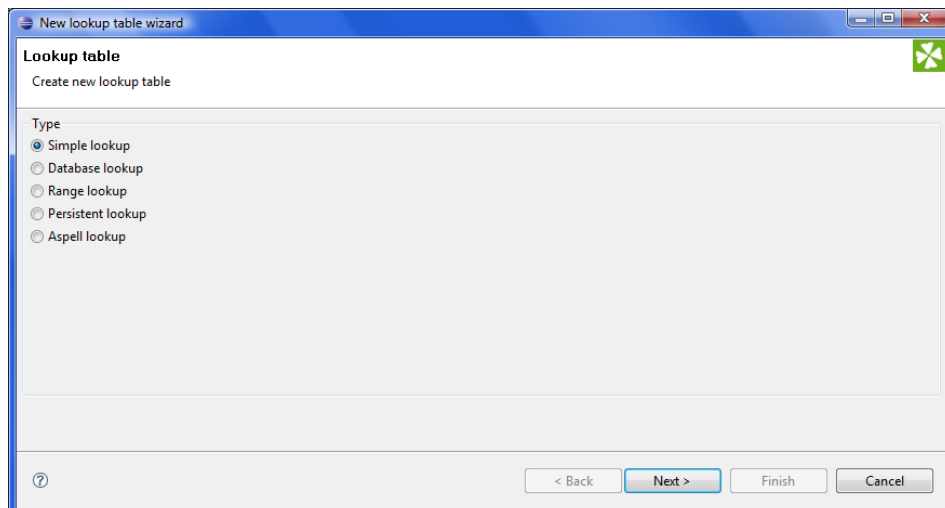 New lookup table wizard
Lookup table
Create new lookup table
Type
Simple lookup
Database lookup
Range lookup
Persistent lookup
Aspell lookup
? < Back Next > Finish Cancel